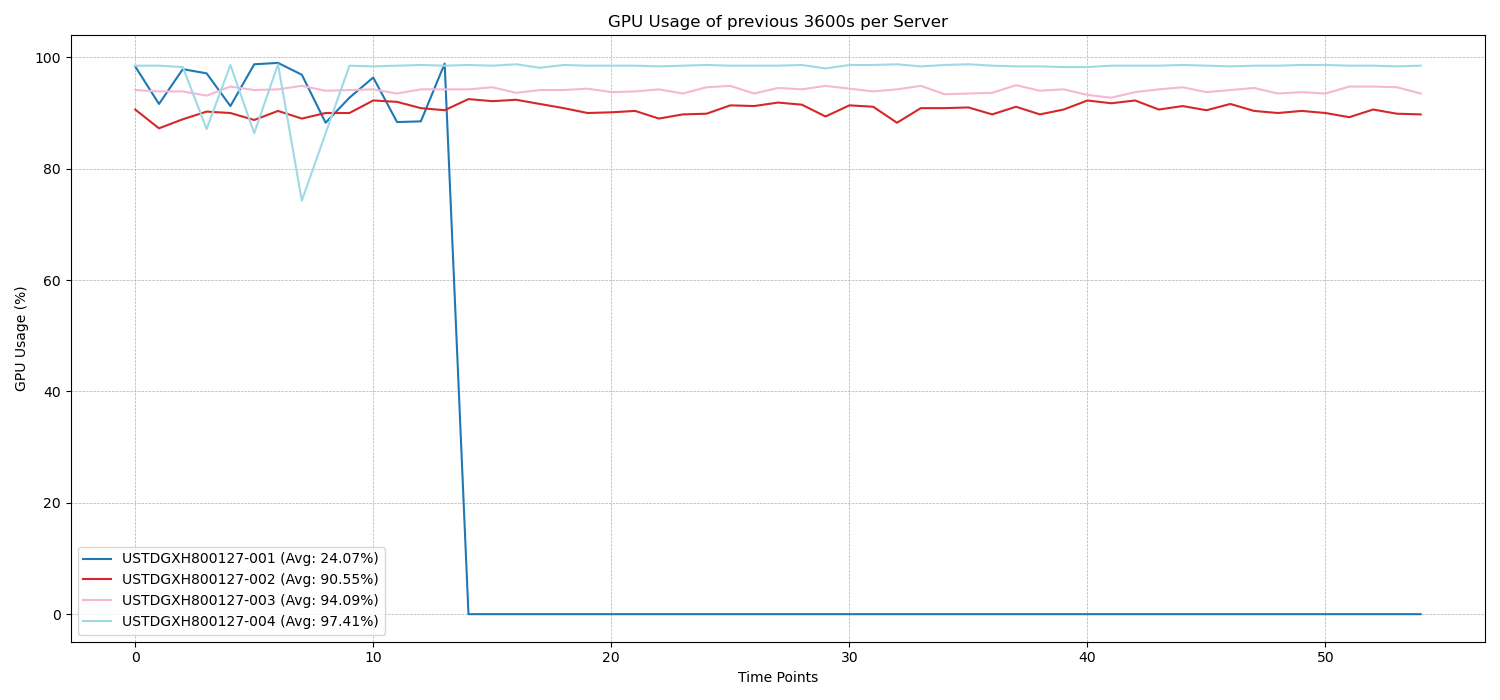 GPU Usage of previous 3600s per Server
100
80
60
40
20
0
GPU Usage (%)
USTDGXH800127-001 (Avg: 24.07%)
USTDGXH800127-002 (Avg: 90.55%)
USTDGXH800127-003 (Avg: 94.09%)
USTDGXH800127-004 (Avg: 97.41%)
0 10 20 30 40 50
Time Points